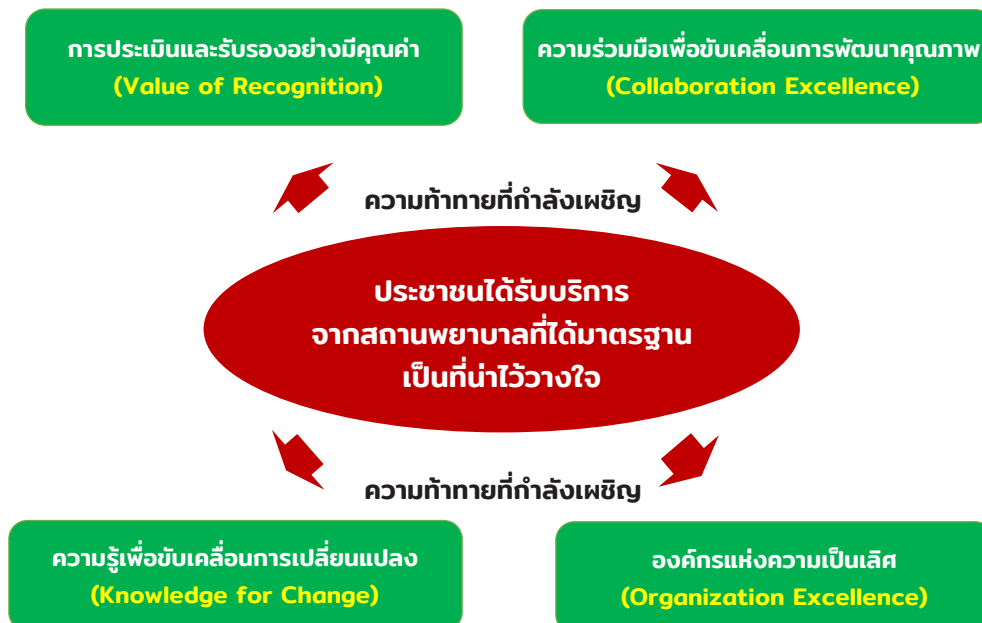 การประเมินและรับรองอย่างมีคุณค่า
(Value of Recognition)
ความร่วมมือเพื่อขับเคลื่อนการพัฒนาคุณภาพ
(Collaboration Excellence)
ความท้าทายที่กำลังเผชิญ
ประชาชนได้รับบริการ
จากสถานพยาบาลที่ได้มาตรฐาน
เป็นที่น่าไว้วางใจ
ความท้าทายที่กำลังเผชิญ
ความรู้เพื่อขับเคลื่อนการเปลี่ยนแปลง
(Knowledge for Change)
องค์กรแห่งความเป็นเลิศ
(Organization Excellence)